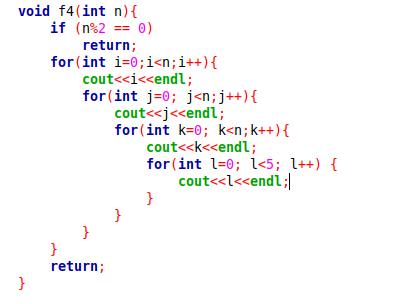 void f4(int n){
    if (n%2 == 0)
        return;
    for(int i=0;i<n;i++){
        cout<<i<<endl;
        for(int j=0; j<n;j++){
            cout<<j<<endl;
            for(int k=0; k<n;k++){
                cout<<k<<endl;
                for(int l=0; l<5; l++) {
                    cout<<l<<endl;
                }
            }
        }
    }
    return;
}